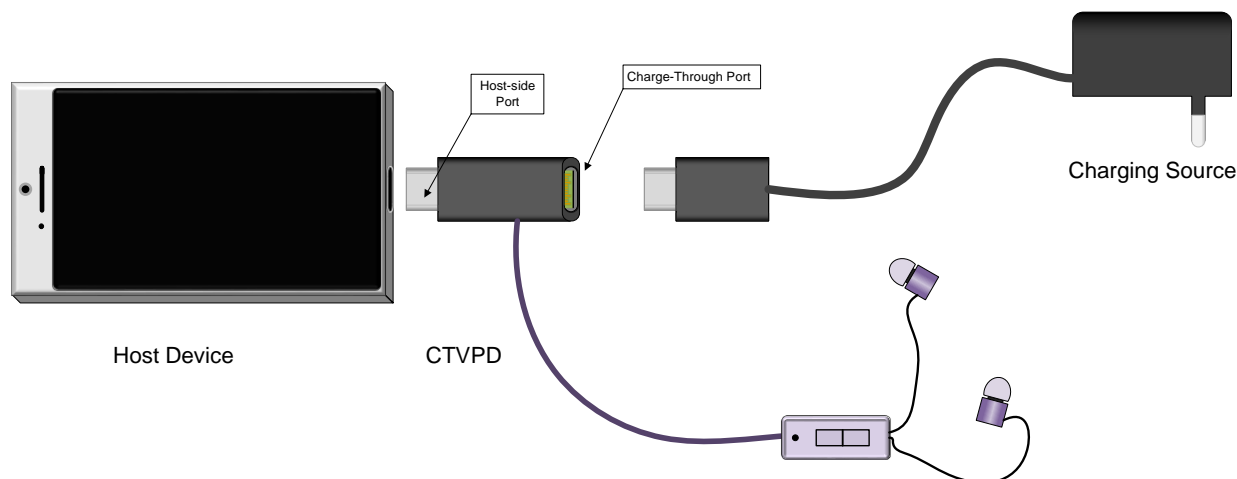 Host-side
Port
Charge-Through Port
Charging Source
Host Device
CTVPD